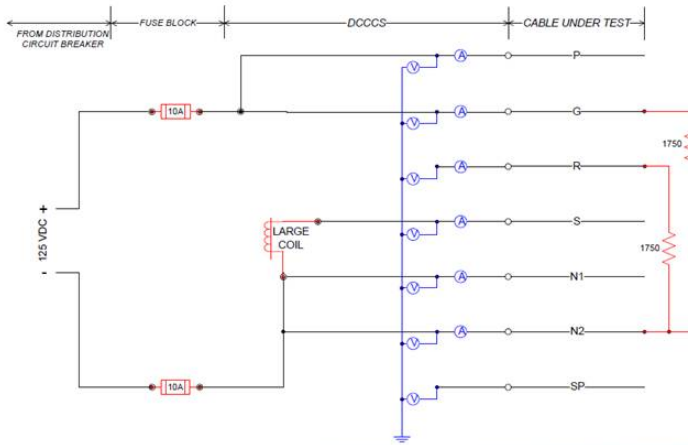 FROM DISTRIBUTION
CIRCUIT BREAKER
FUSE BLOCK
DCCCS
CABLE UNDER TEST
V
A
P
10A
V
A
G
1750
V
A
R
125 VDC
+
-
LARGE
COIL
V
A
S
1750
V
A
N1
V
A
N2
10A
V
SP